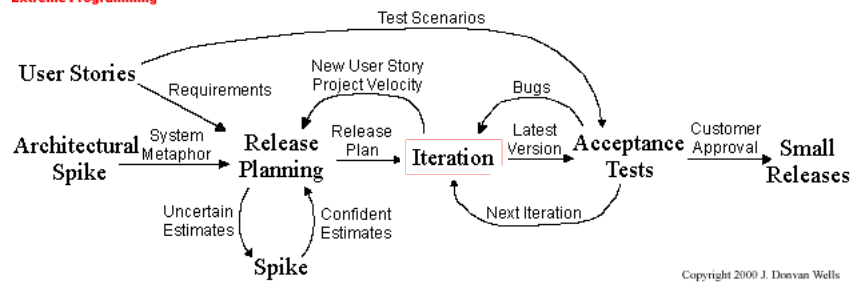 Extreme Programming
Test Scenarios
User Stories
Requirements
New User Story
Project Velocity
Bugs
Architectural
Spike
System
Metaphor
Release
Planning
Release
Plan
Iteration
Latest
Version
Acceptance
Tests
Customer
Approval
Small
Releases
Uncertain
Estimates
Confident
Estimates
Next Iteration
Spike
Copyright 2000 J. Donvan Wells